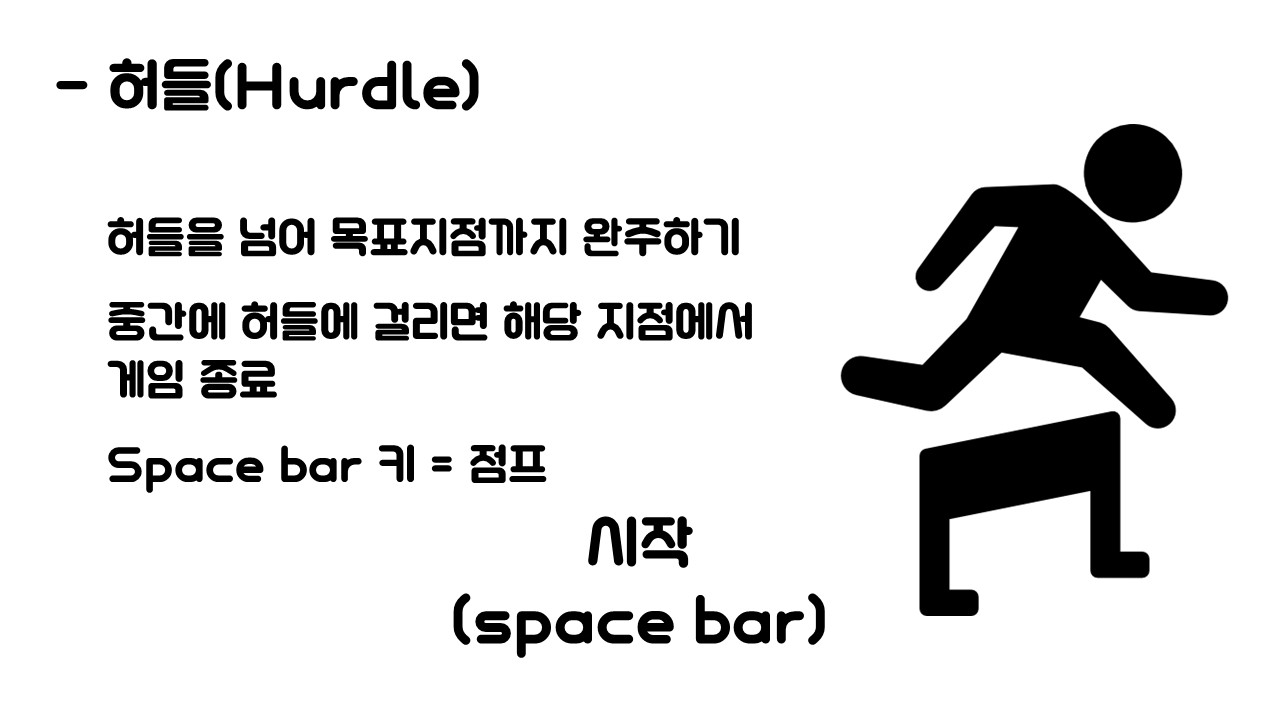 - 허들(Hurdle)
허들을 넘어 목표지점까지 완주하기
중간에 허들에 걸리면 해당 지점에서
게임 종료
Space bar 키 = 점프
시작
(space bar)